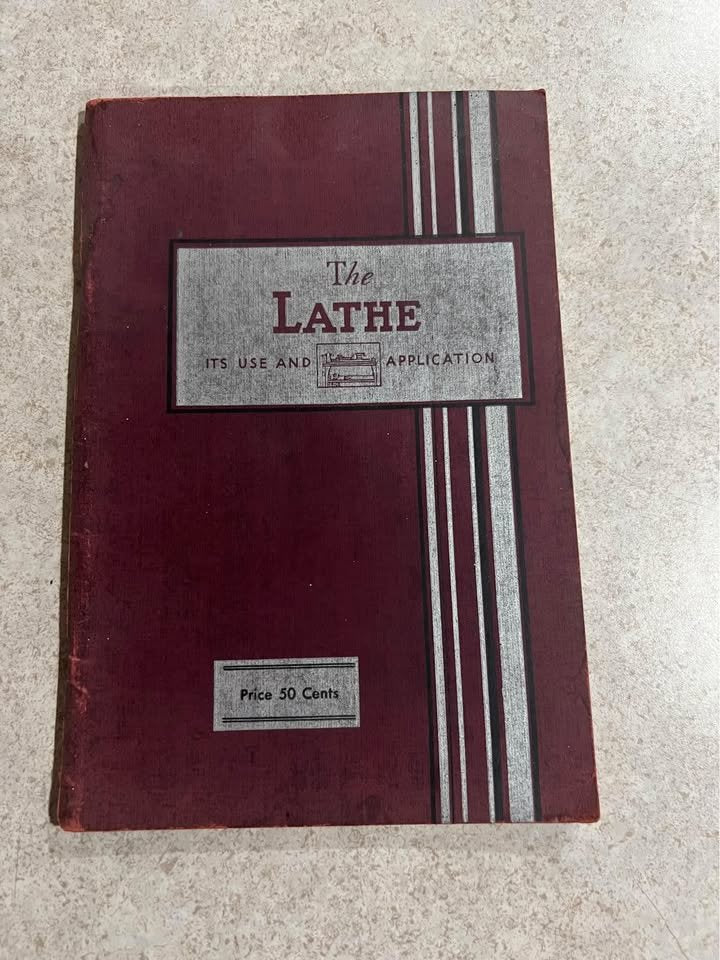 The
LATHE
ITS USE AND APPLICATION
Price 50 Cents